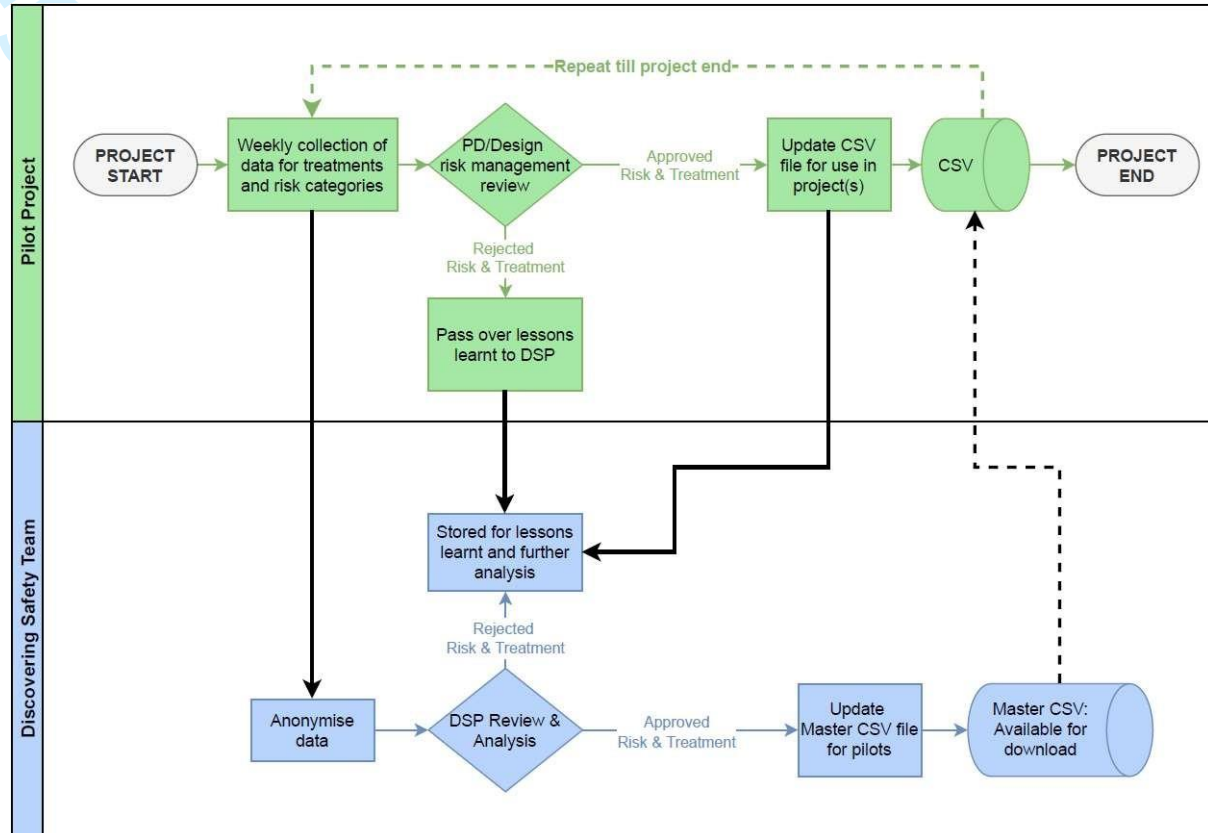 Pilot Project
Repeat till project end
PROJECT
START
Weekly collection of
data for treatments
and risk categories
PD/Design
risk management
review
Approved
Risk & Treatment
Update CSV
file for use in
project(s)
CSV
PROJECT
END
Rejected
Risk & Treatment
Pass over lessons
learnt to DSP
Discovering Safety Team
Stored for lessons
learnt and further
analysis
Rejected
Risk & Treatment
Anonymise
data
DSP Review &
Analysis
Approved
Risk & Treatment
Update
Master CSV file
for pilots
Master CSV:
Available for
download